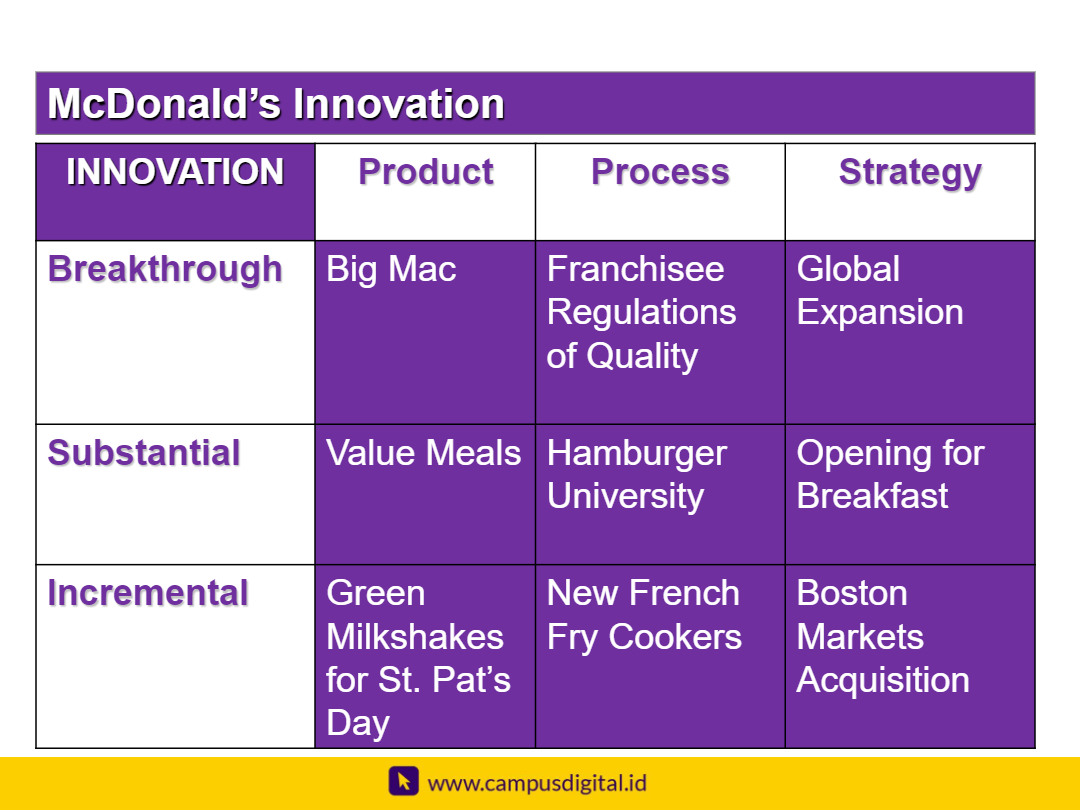 McDonald’s Innovation
INNOVATION Product Process Strategy
Breakthrough Big Mac Franchisee Global
Regulations Expansion
of Quality
Substantial Value Meals Hamburger Opening for
University Breakfast
Incremental Green New French Boston
Milkshakes Fry Cookers Markets
for St. Pat’s Acquisition
Day
www.campusdigital.id